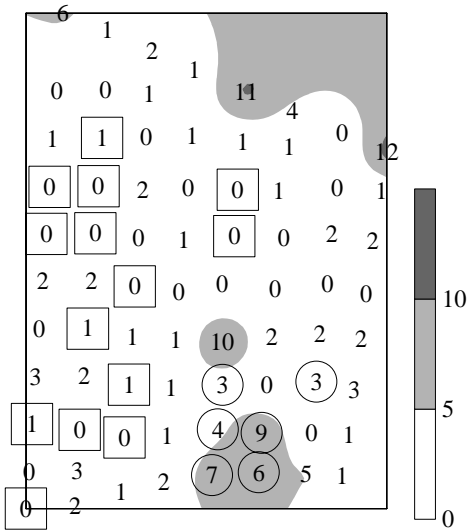 6
1
2
1
0 0 1 11
4
1 1 0 1 1 1 0 12
0 0 2 0 0 1 0 1
0 0 0 1 0 0 2 2
2 2 0 0 0 0 0 0
10
0 1 1 1 10 2 2 2
3 2 1 1 3 0 3 3
5
1 0 0 1 4 9 0 1
0 3 1 2 7 6 5 1
0 2
0